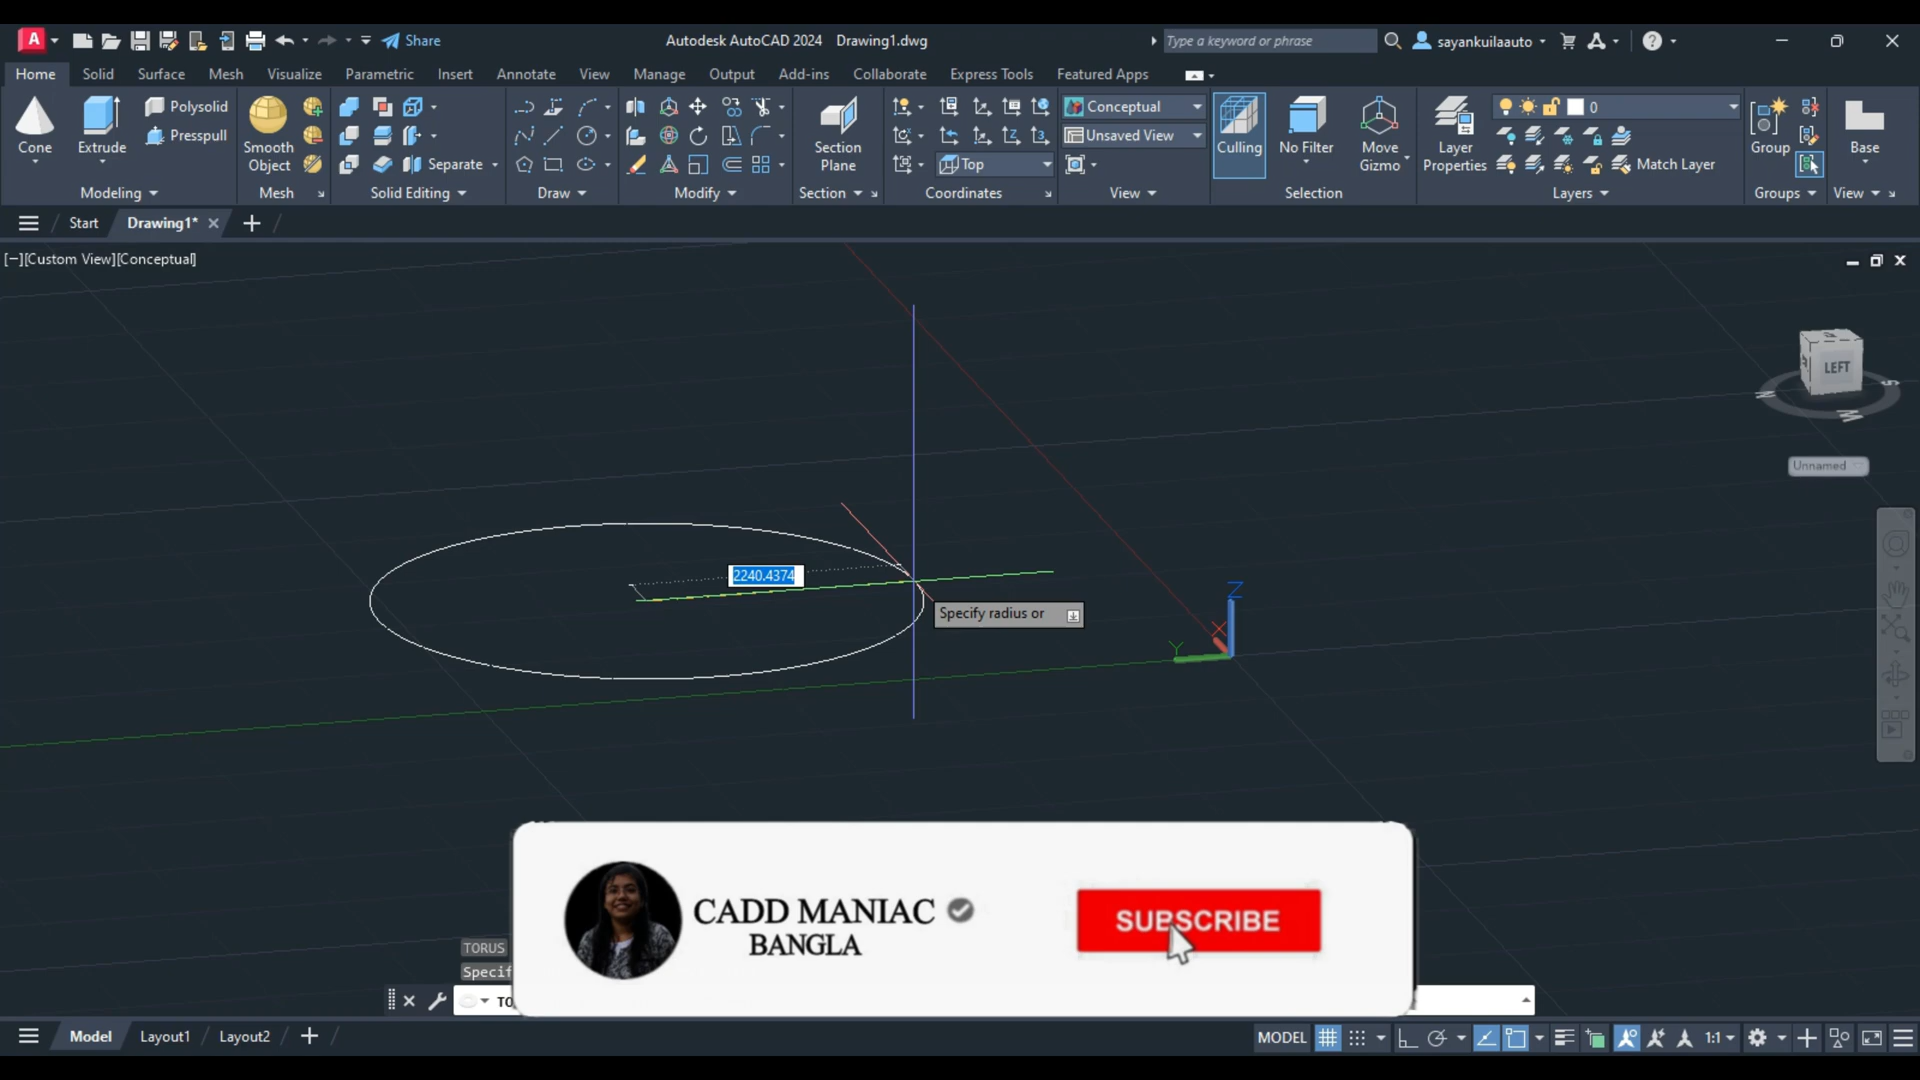 A
Share
Autodesk AutoCAD 2024 Drawing1.dwg
Type a keyword or phrase
sayankuilaauto
Home Solid Surface Mesh Visualize Parametric Insert Annotate View Manage Output Add-ins Collaborate Express Tools Featured Apps
Cone
Extrude
Polysolid
Presspull
Modeling
Smooth
Object
Mesh
Separate
Solid Editing
Draw
Modify
Section
Plane
Section
Top
Coordinates
Conceptual
Unsaved View
View
Culling
No Filter
Move
Gizmo
Selection
Layer
Properties
0
Match Layer
Layers
Group
Groups
Base
View
Start
Drawing1*
[−][Custom View][Conceptual]
LEFT
N
S
W
Unnamed
2240.4374
Specify radius or
Z
X
Y
CADD MANIAC
BANGLA
SUBSCRIBE
TORUS
Specif
TO
Model Layout1 Layout2
MODEL
1:1